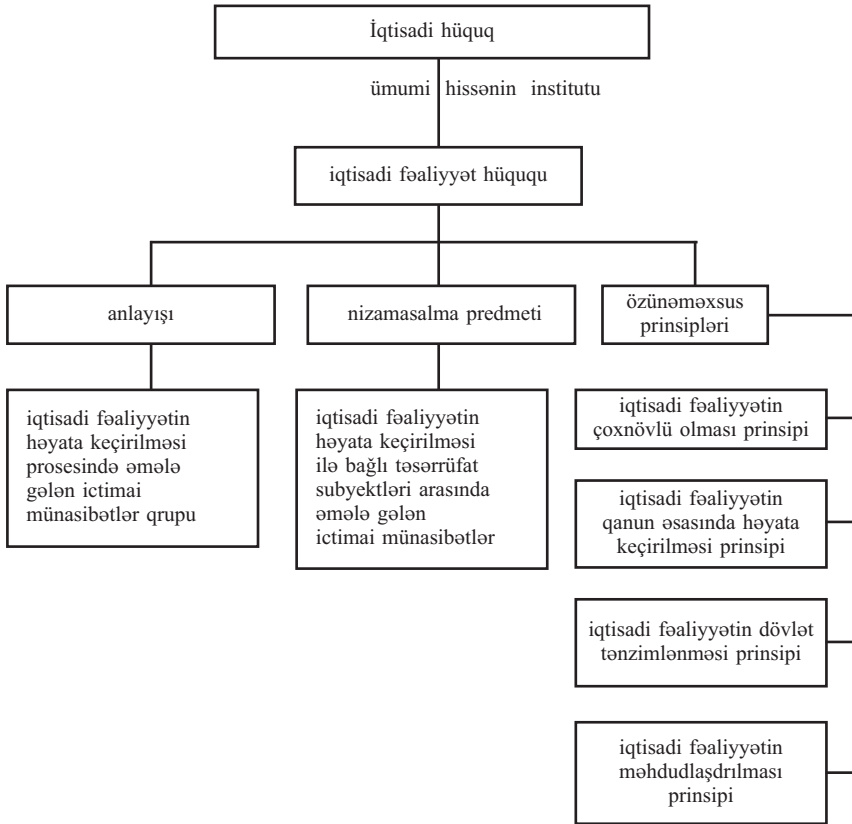 İqtisadi hüquq
ümumi hissənin institutu
iqtisadi fəaliyyət hüququ
anlayışı
nizamasalma predmeti
özünəməxsus
prinsipləri
iqtisadi fəaliyyətin
həyata keçirilməsi
prosesində əmələ
gələn ictimai
münasibətlər qrupu
iqtisadi fəaliyyətin
həyata keçirilməsi
ilə bağlı təsərrüfat
subyektləri arasında
əmələ gələn
ictimai münasibətlər
iqtisadi fəaliyyətin
çoxnövlü olması prinsipi
iqtisadi fəaliyyətin
qanun əsasında həyata
keçirilməsi prinsipi
iqtisadi fəaliyyətin dövlət
tənzimlənməsi prinsipi
iqtisadi fəaliyyətin
məhdudlaşdrılması
prinsipi